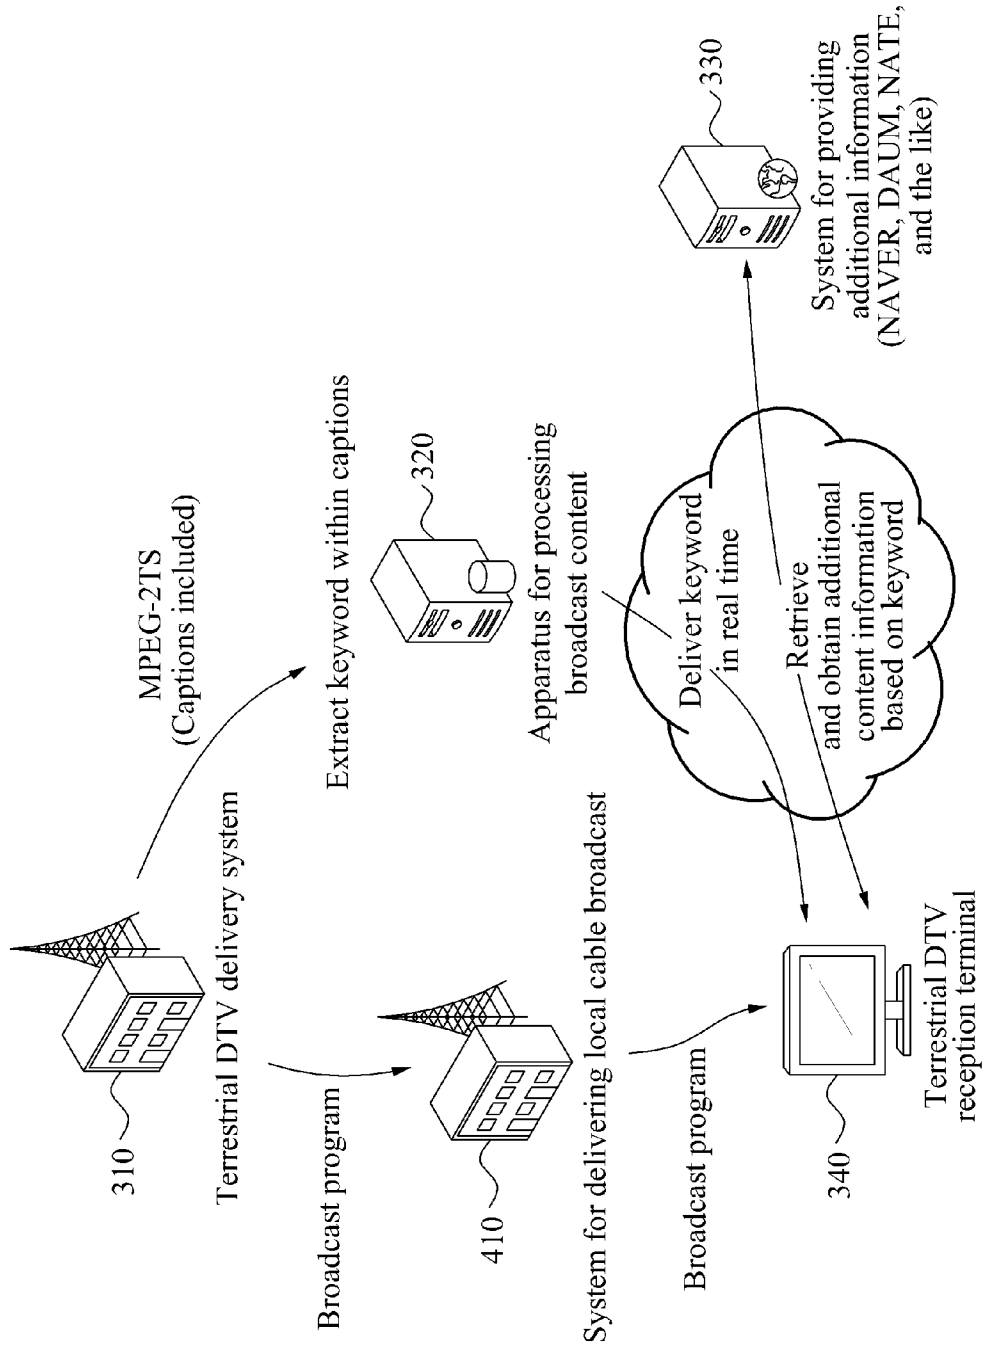 310
Terrestrial DTV delivery system
MPEG-2TS
(Captions included)
Broadcast program
Extract keyword within captions
320
Apparatus for processing
broadcast content
410
System for delivering local cable broadcast
Broadcast program
Deliver keyword
in real time
Retrieve
and obtain additional
content information
based on keyword
330
System for providing
additional information
(NAVER, DAUM, NATE,
and the like)
340
Terrestrial DTV
reception terminal